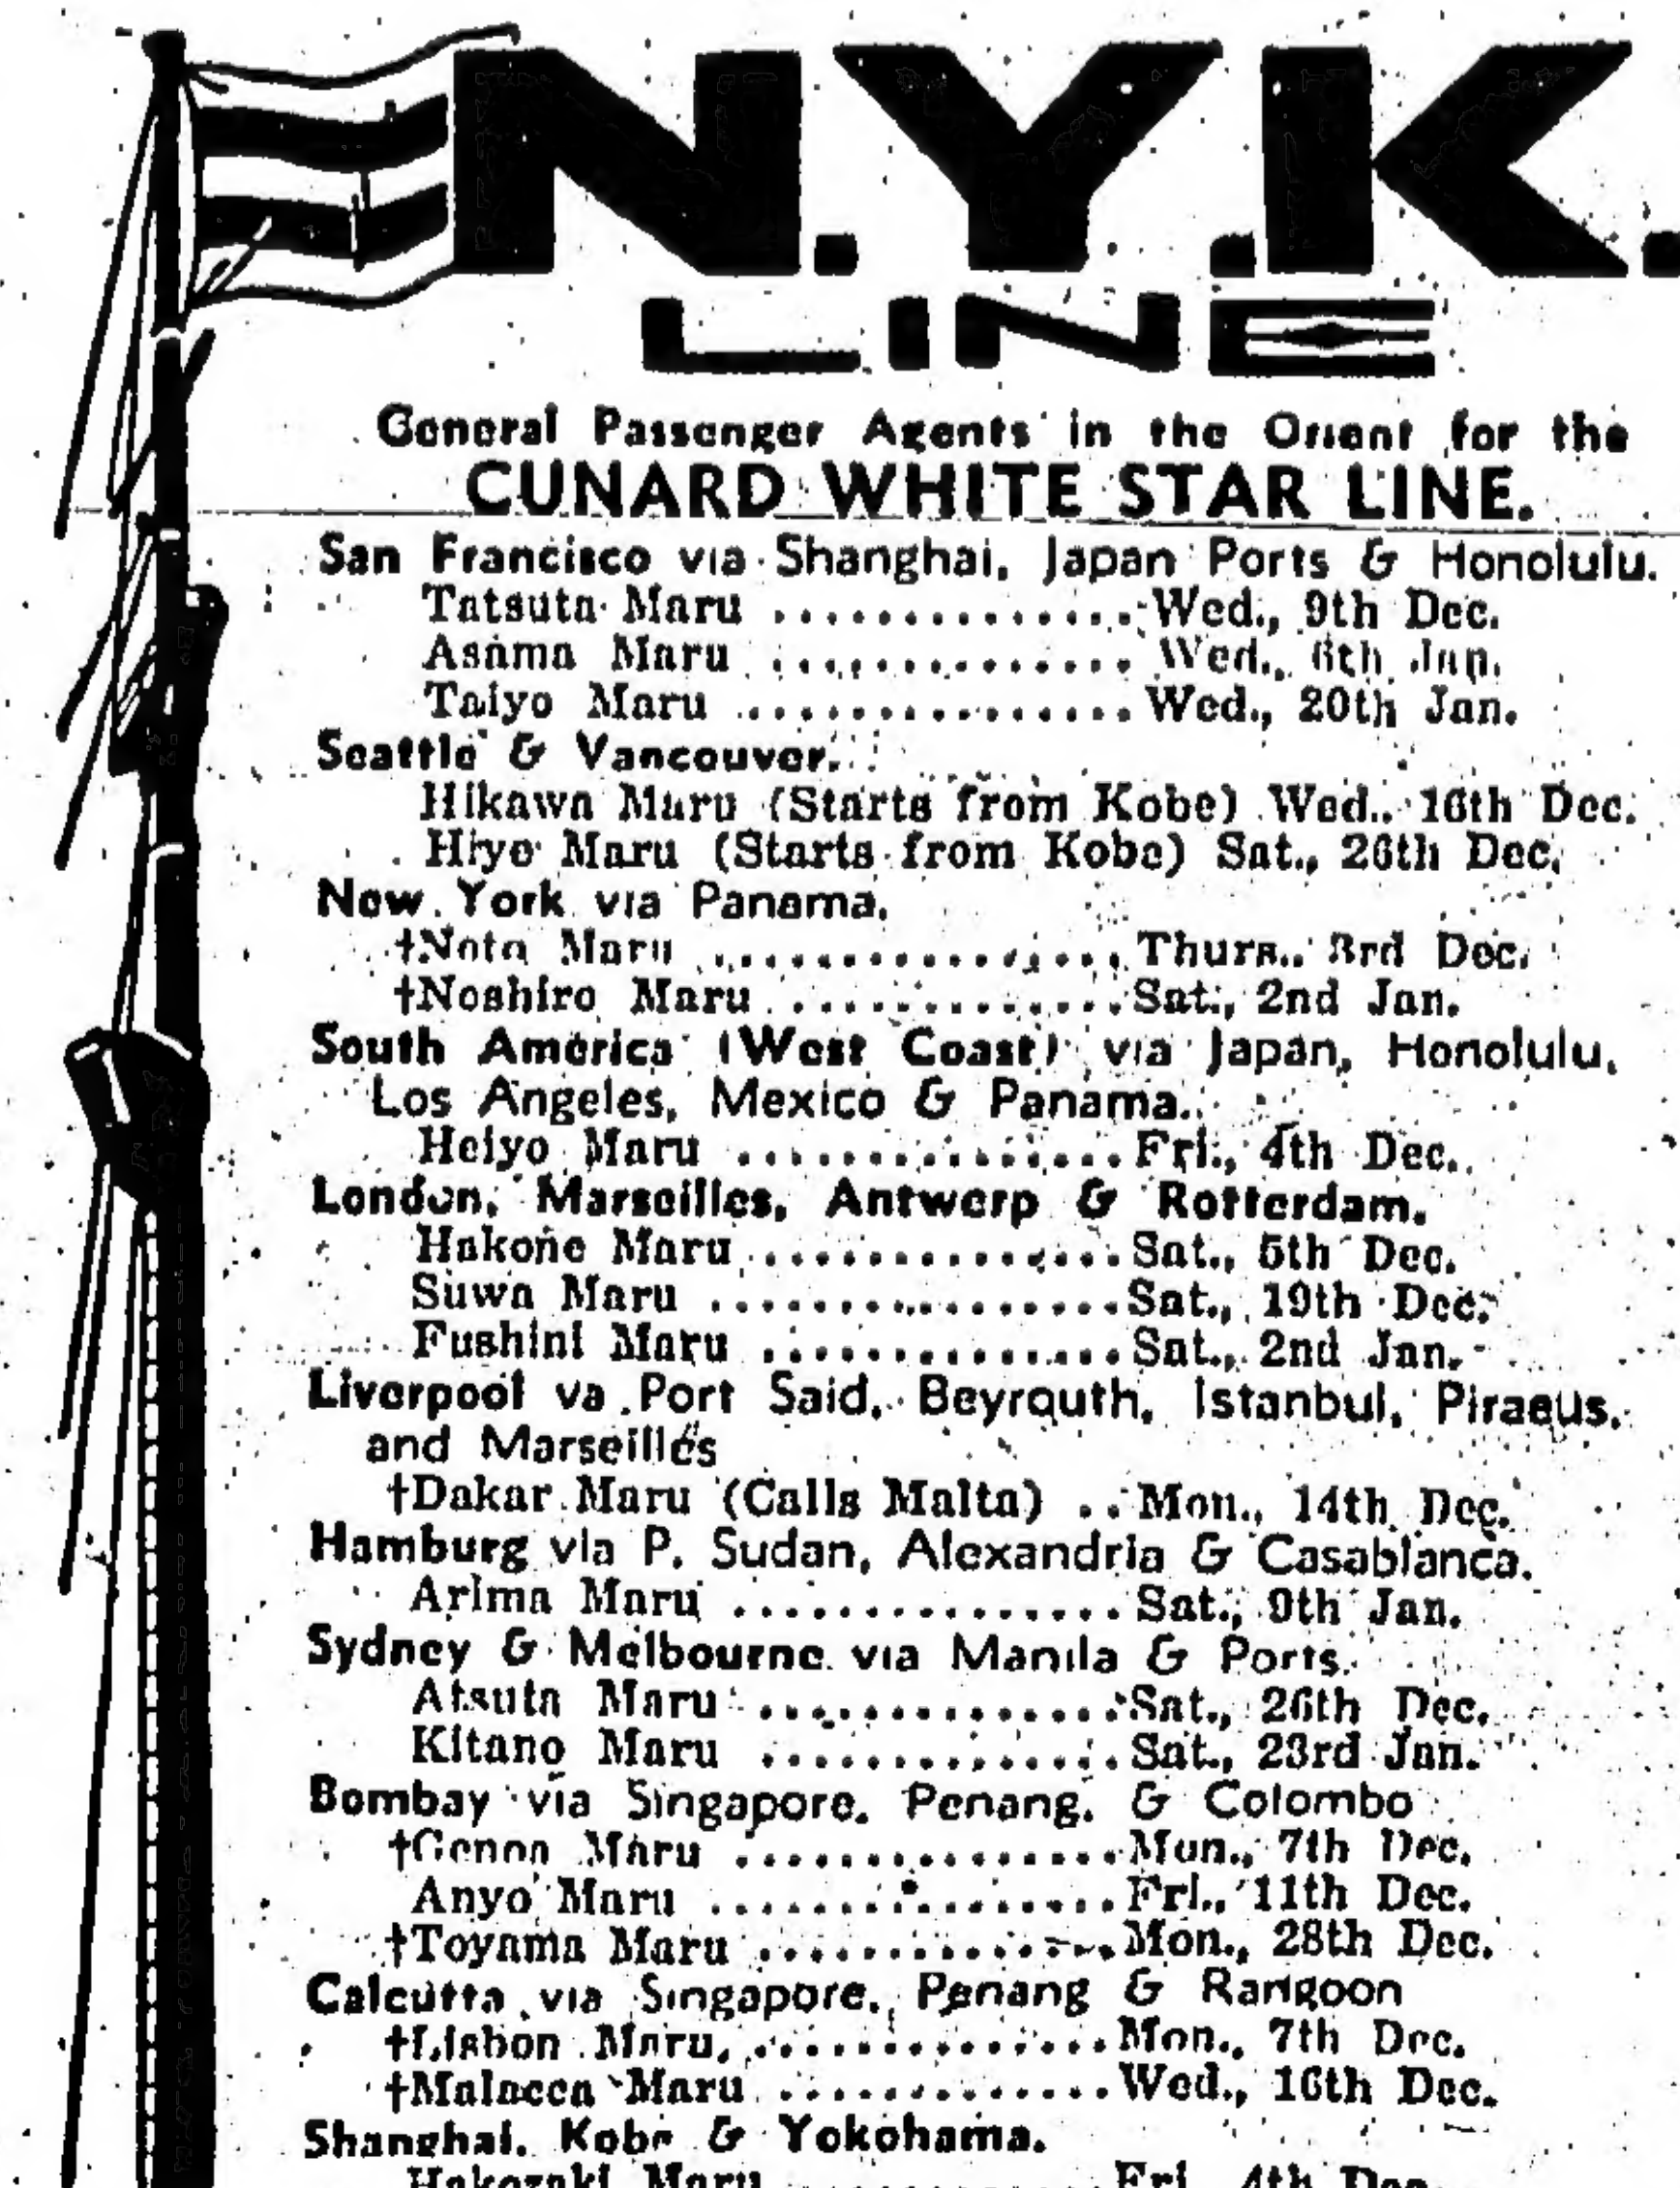 N.Y.K.
LINE
General Passenger Agents in the Orient for the
CUNARD WHITE STAR LINE.
San Francisco via Shanghai, Japan Ports & Honolulu.
Tatsuta Maru ............... Wed., 9th Dec.
Asama Maru ............... Wed., 6th Jan.
Taiyo Maru ............... Wed., 20th Jan.
Seattle & Vancouver.
Hikawa Maru (Starts from Kobe) Wed., 16th Dec.
Hiye Maru (Starts from Kobe) Sat., 26th Dec.
New York via Panama.
†Noto Maru ............... Thurs., 3rd Dec.
†Noshiro Maru ............... Sat., 2nd Jan.
South America (West Coast) via Japan, Honolulu,
Los Angeles, Mexico & Panama.
Heiyo Maru ............... Fri., 4th Dec.
London, Marseilles, Antwerp & Rotterdam.
Hakone Maru ............... Sat., 5th Dec.
Suwa Maru ............... Sat., 19th Dec.
Fushini Maru ............... Sat., 2nd Jan.
Liverpool va Port Said, Beyrouth, Istanbul, Piraeus,
and Marseilles
†Dakar Maru (Calls Malta) .. Mon., 14th Dec.
Hamburg via P. Sudan, Alexandria & Casablanca.
Arima Maru ............... Sat., 9th Jan.
Sydney & Melbourne via Manila & Ports.
Atsuta Maru ............... Sat., 26th Dec.
Kitano Maru ............... Sat., 23rd Jan.
Bombay via Singapore, Penang, & Colombo
†Genoa Maru ............... Mon., 7th Dec.
Anyo Maru ............... Fri., 11th Dec.
†Toyama Maru ............... Mon., 28th Dec.
Calcutta via Singapore, Penang & Rangoon
†Lisbon Maru ............... Mon., 7th Dec.
†Malacca Maru ............... Wed., 16th Dec.
Shanghai, Kobe & Yokohama.
Hakozaki Maru ............... Fri., 4th Dec.